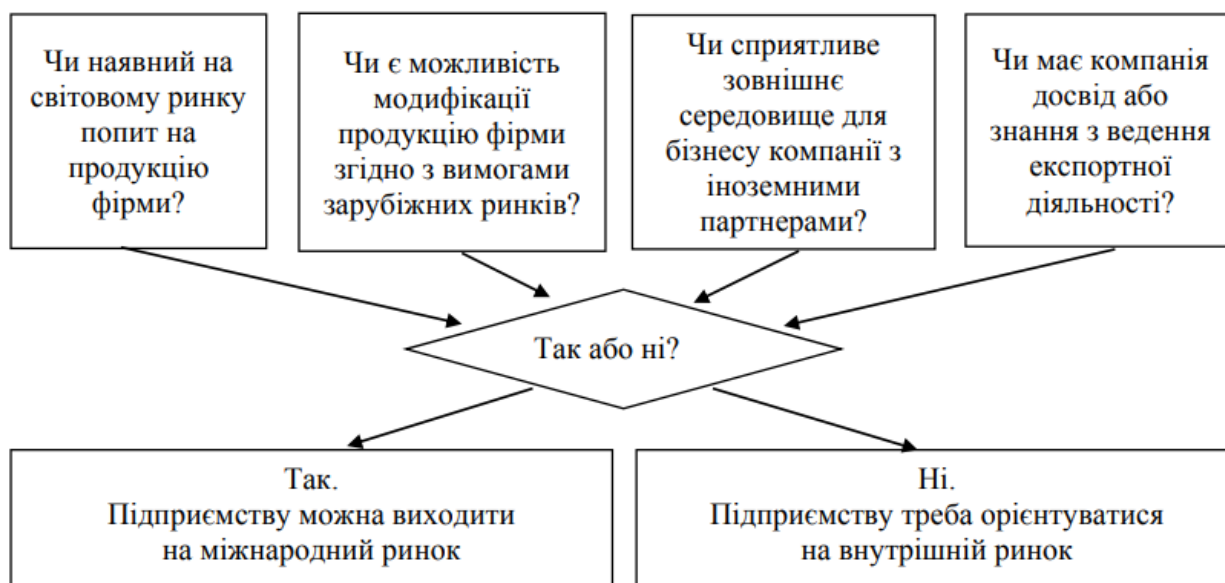 Чи наявний на
світовому ринку
попит на
продукцію
фірми?
Чи є можливість
модифікації
продукцію фірми
згідно з вимогами
зарубіжних ринків?
Чи сприятливе
зовнішнє
середовище для
бізнесу компанії з
іноземними
партнерами?
Чи має компанія
досвід або
знання з ведення
експортної
діяльності?
Так або ні?
Так.
Підприємству можна виходити
на міжнародний ринок
Ні.
Підприємству треба орієнтуватися
на внутрішній ринок